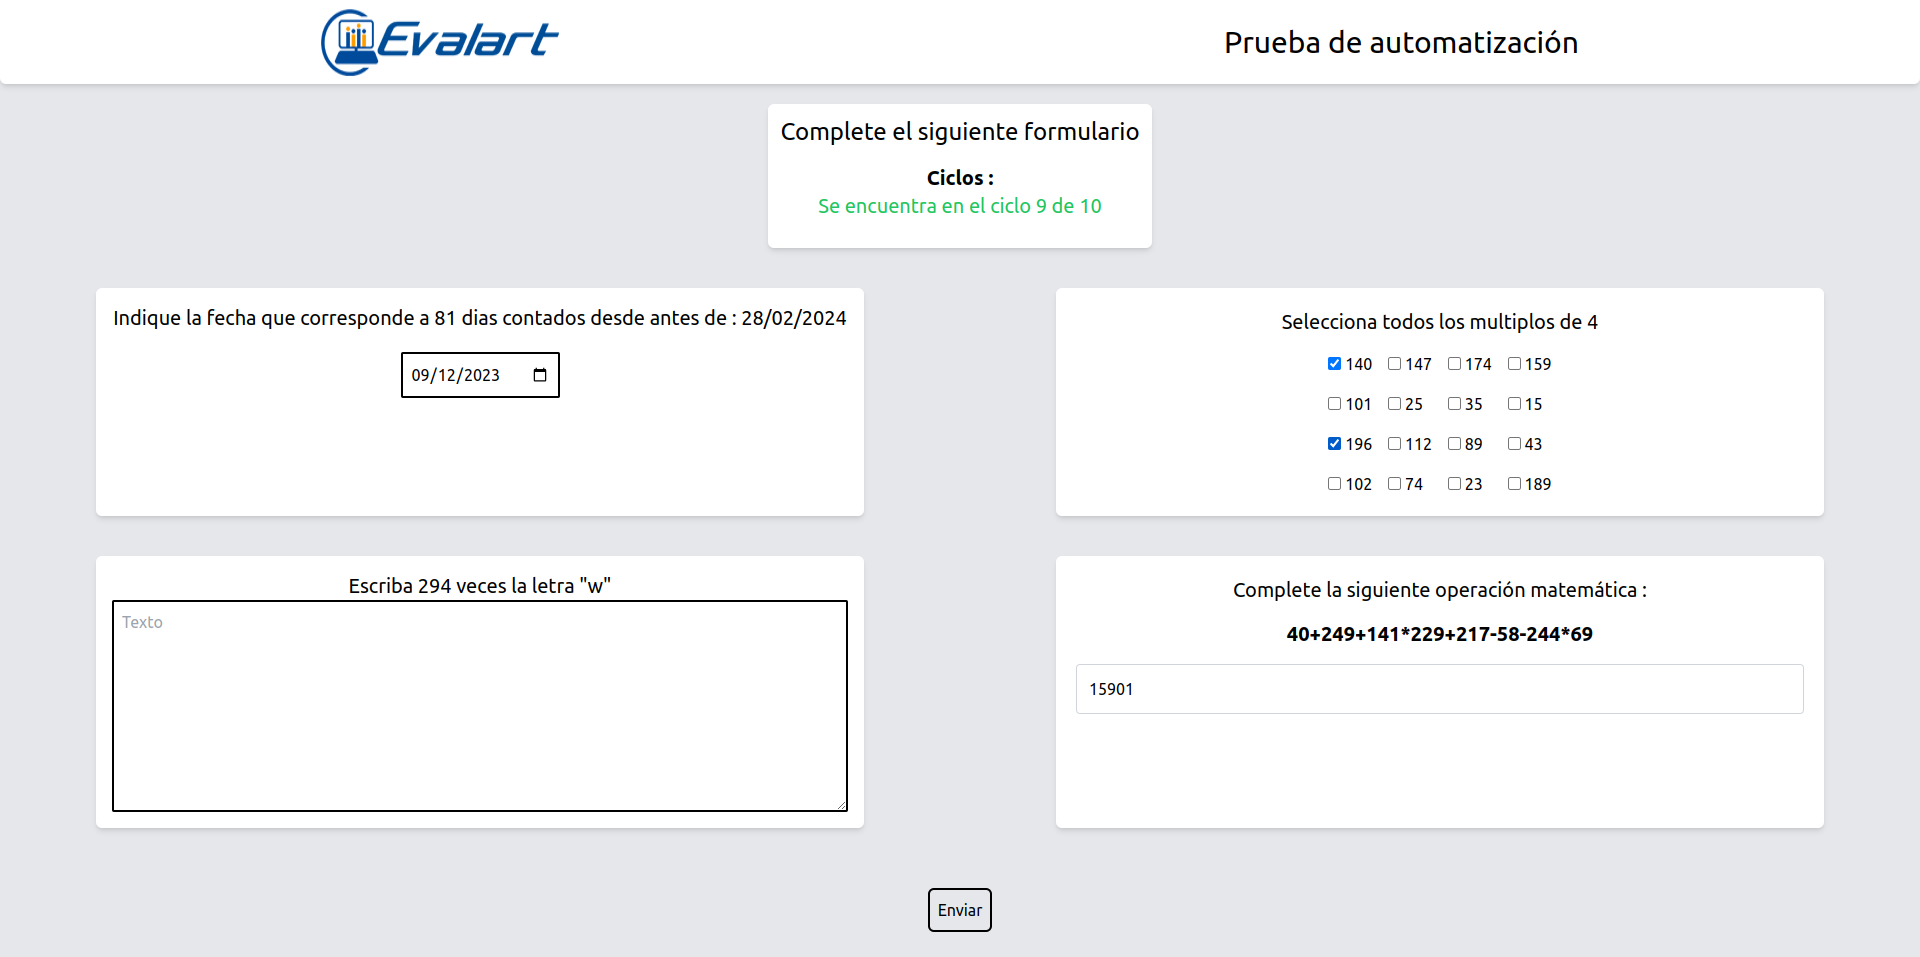 Evalart
Prueba de automatización
Complete el siguiente formulario
Ciclos :
Se encuentra en el ciclo 9 de 10
Indique la fecha que corresponde a 81 dias contados desde antes de : 28/02/2024
09/12/2023
Selecciona todos los multiplos de 4
140 147 174 159
101 25 35 15
196 112 89 43
102 74 23 189
Escriba 294 veces la letra "w"
Texto
Complete la siguiente operación matemática :
40+249+141*229+217-58-244*69
15901
Enviar